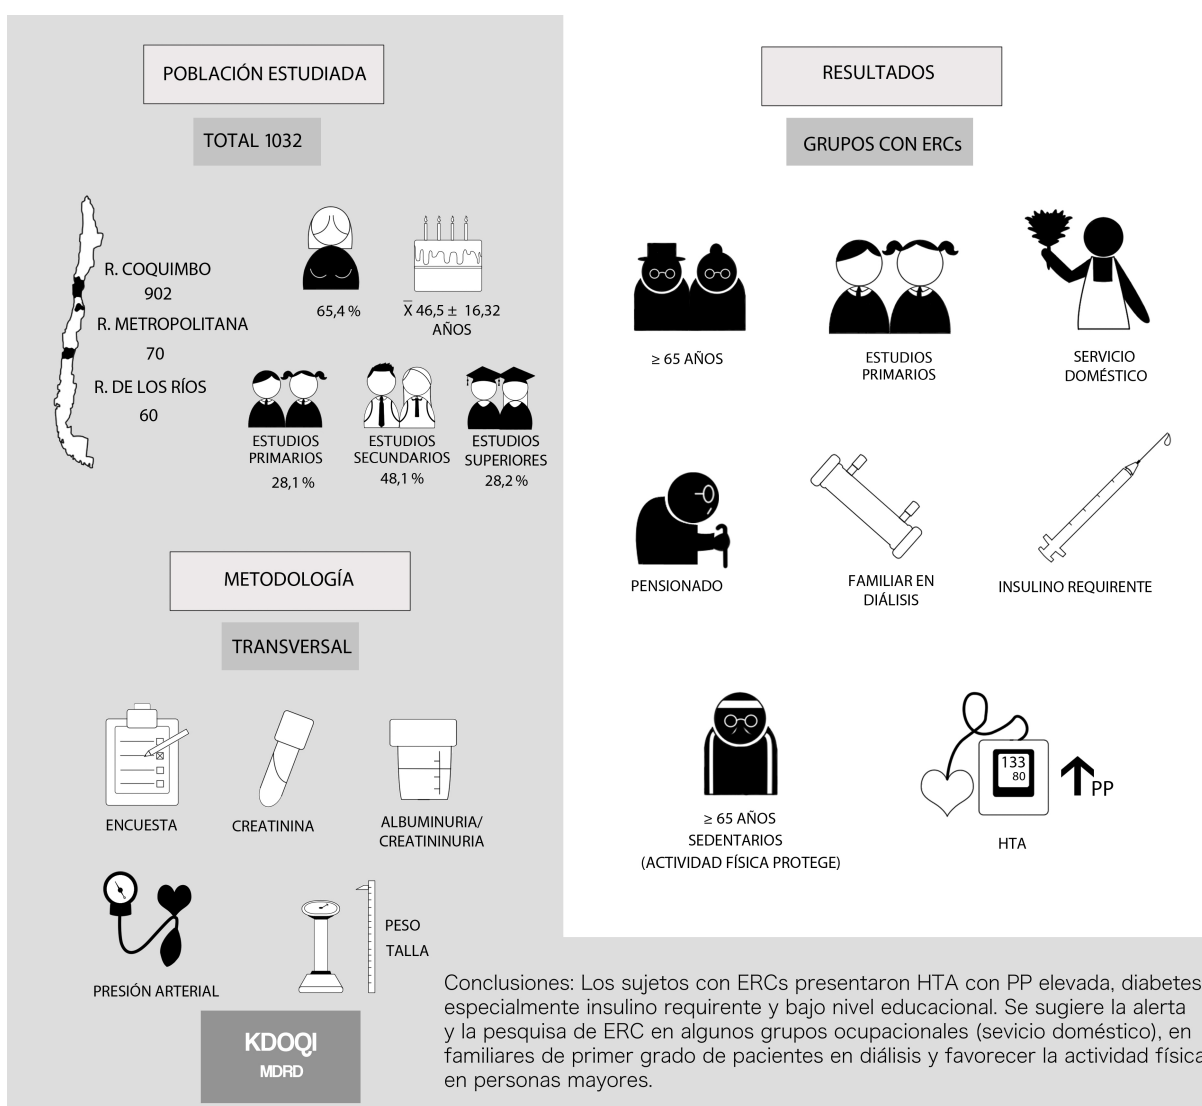 POBLACIÓN ESTUDIADA
TOTAL 1032
R. COQUIMBO
902
R. METROPOLITANA
70
R. DE LOS RÍOS
60
65,4 %
X̅ 46,5 ± 16,32
AÑOS
ESTUDIOS
PRIMARIOS
28,1 %
ESTUDIOS
SECUNDARIOS
48,1 %
ESTUDIOS
SUPERIORES
28,2 %
METODOLOGÍA
TRANSVERSAL
ENCUESTA
CREATININA
ALBUMINURIA/
CREATININURIA
PRESIÓN ARTERIAL
PESO
TALLA
KDOQI
MDRD
RESULTADOS
GRUPOS CON ERCs
≥ 65 AÑOS
ESTUDIOS
PRIMARIOS
SERVICIO
DOMÉSTICO
PENSIONADO
FAMILIAR EN
DIÁLISIS
INSULINO REQUIRENTE
≥ 65 AÑOS
SEDENTARIOS
(ACTIVIDAD FÍSICA PROTEGE)
133
80
PP
HTA
Conclusiones: Los sujetos con ERCs presentaron HTA con PP elevada, diabetes
especialmente insulino requirente y bajo nivel educacional. Se sugiere la alerta
y la pesquisa de ERC en algunos grupos ocupacionales (sevicio doméstico), en
familiares de primer grado de pacientes en diálisis y favorecer la actividad física
en personas mayores.